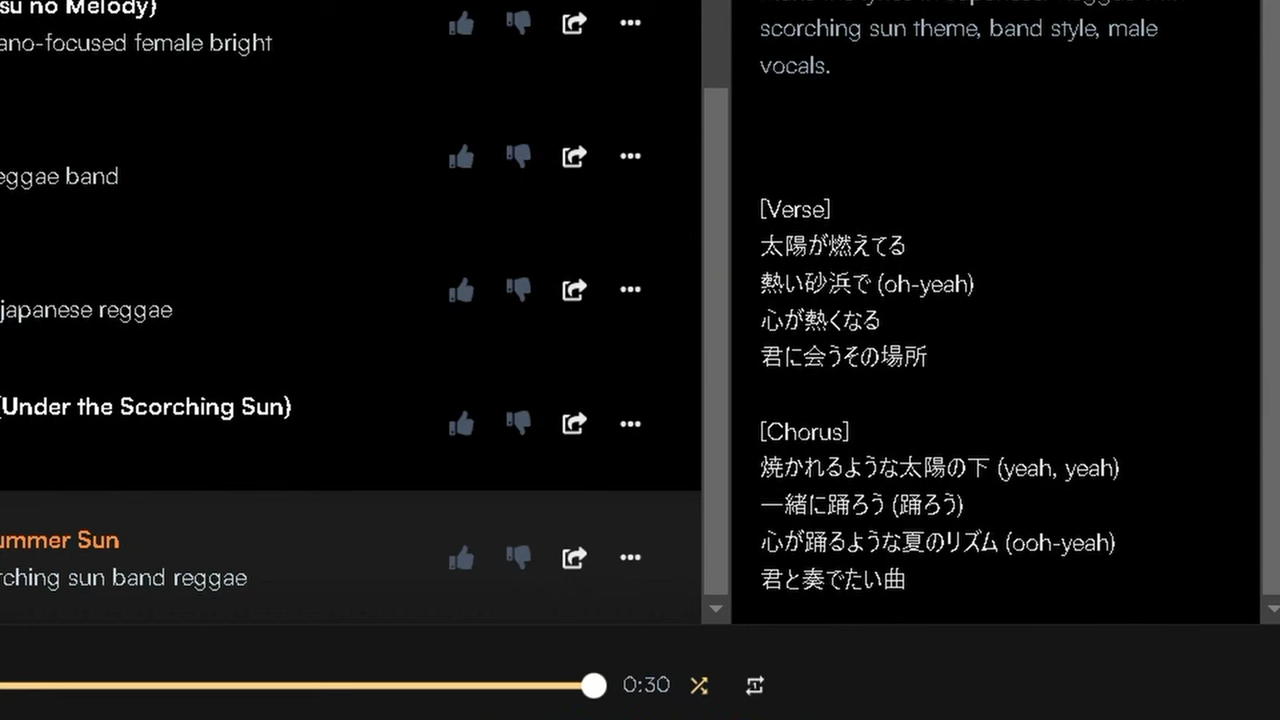 su no Melody)
ano-focused female bright
eggae band
japanese reggae
(Under the Scorching Sun)
ummer Sun
rching sun band reggae
scorching sun theme, band style, male
vocals.
[Verse]
太陽が燃えてる
熱い砂浜で (oh-yeah)
心が熱くなる
君に会うその場所
[Chorus]
焼かれるような太陽の下 (yeah, yeah)
一緒に踊ろう (踊ろう)
心が踊るような夏のリズム (ooh-yeah)
君と奏でたい曲
0:30